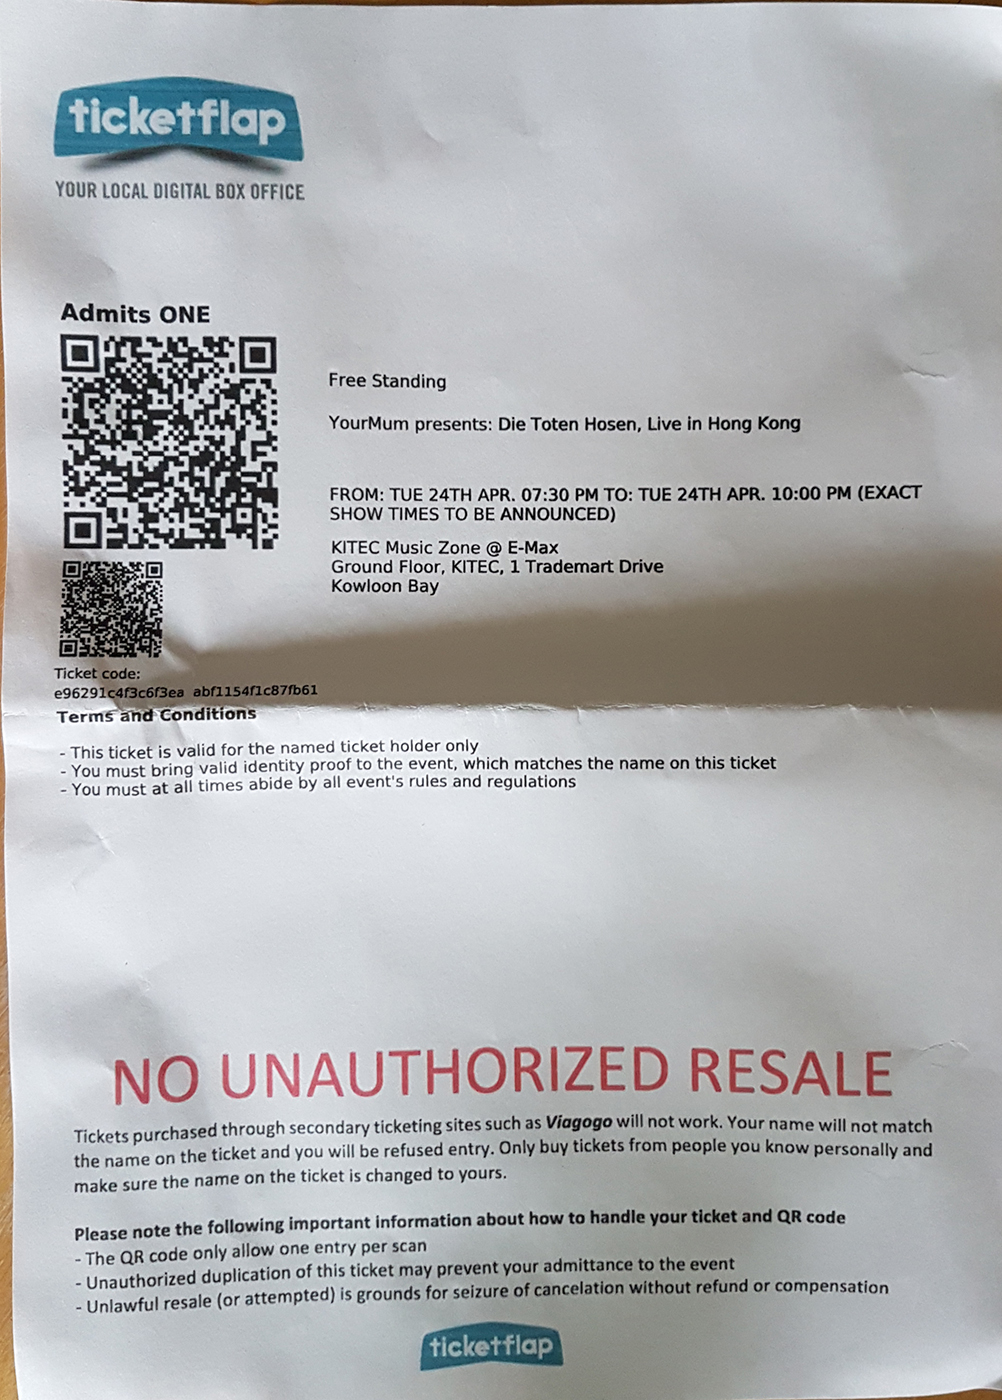 ticketflap
YOUR LOCAL DIGITAL BOX OFFICE
Admits ONE
Free Standing
YourMum presents: Die Toten Hosen, Live in Hong Kong
FROM: TUE 24TH APR. 07:30 PM TO: TUE 24TH APR. 10:00 PM (EXACT
SHOW TIMES TO BE ANNOUNCED)
KITEC Music Zone @ E-Max
Ground Floor, KITEC, 1 Trademart Drive
Kowloon Bay
Ticket code:
e96291c4f3c6f3ea abf1154f1c87fb61
Terms and Conditions
- This ticket is valid for the named ticket holder only
- You must bring valid identity proof to the event, which matches the name on this ticket
- You must at all times abide by all event's rules and regulations
NO UNAUTHORIZED RESALE
Tickets purchased through secondary ticketing sites such as Viagogo will not work. Your name will not match
the name on the ticket and you will be refused entry. Only buy tickets from people you know personally and
make sure the name on the ticket is changed to yours.
Please note the following important information about how to handle your ticket and QR code
- The QR code only allow one entry per scan
- Unauthorized duplication of this ticket may prevent your admittance to the event
- Unlawful resale (or attempted) is grounds for seizure of cancelation without refund or compensation
ticketflap